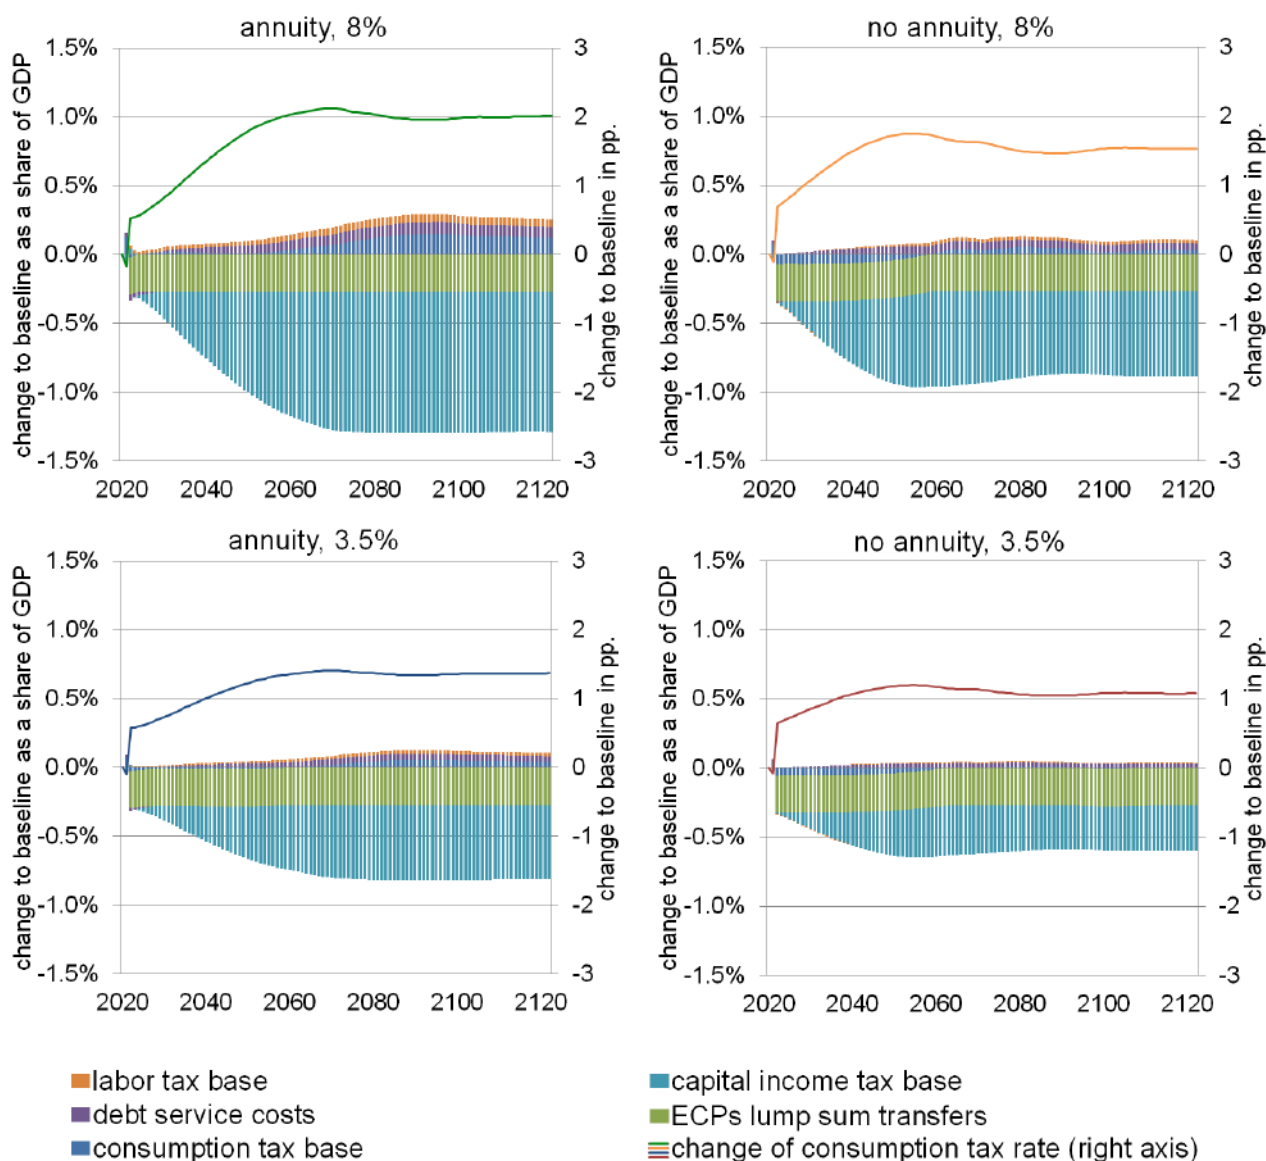 annuity, 8%
change to baseline as a share of GDP
1.5%
1.0%
0.5%
0.0%
-0.5%
-1.0%
-1.5%
3
2
1
0
-1
-2
-3
change to baseline in pp.
2020 2040 2060 2080 2100 2120
no annuity, 8%
change to baseline as a share of GDP
1.5%
1.0%
0.5%
0.0%
-0.5%
-1.0%
-1.5%
3
2
1
0
-1
-2
-3
change to baseline in pp.
2020 2040 2060 2080 2100 2120
annuity, 3.5%
change to baseline as a share of GDP
1.5%
1.0%
0.5%
0.0%
-0.5%
-1.0%
-1.5%
3
2
1
0
-1
-2
-3
change to baseline in pp.
2020 2040 2060 2080 2100 2120
no annuity, 3.5%
change to baseline as a share of GDP
1.5%
1.0%
0.5%
0.0%
-0.5%
-1.0%
-1.5%
3
2
1
0
-1
-2
-3
change to baseline in pp.
2020 2040 2060 2080 2100 2120
labor tax base
debt service costs
consumption tax base
capital income tax base
ECPs lump sum transfers
change of consumption tax rate (right axis)